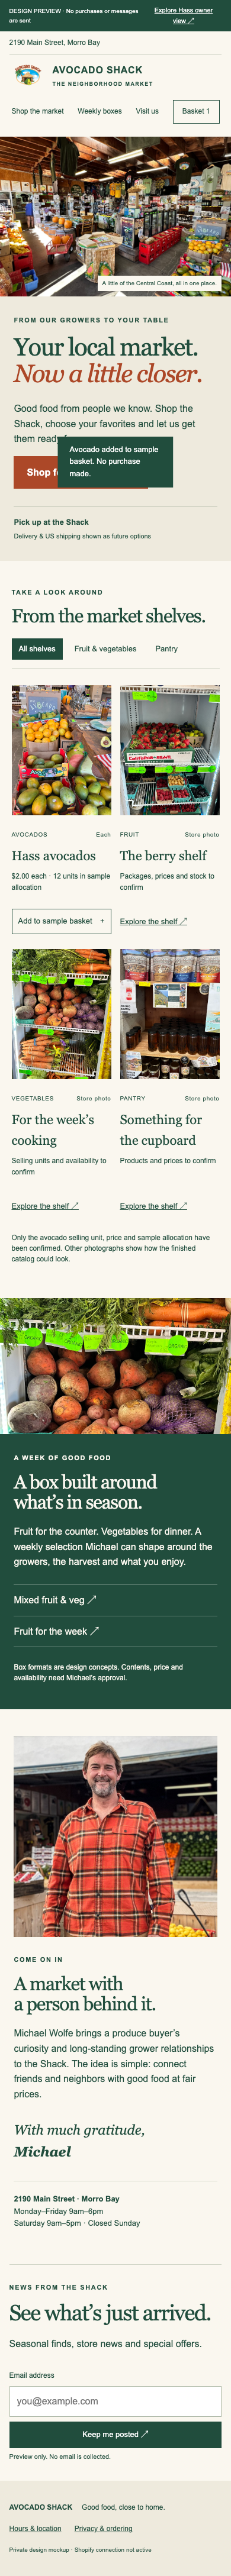 DESIGN PREVIEW · No purchases or messages
are sent
Explore Hass owner
view ↗
2190 Main Street, Morro Bay
AVOCADO SHACK
THE NEIGHBORHOOD MARKET
Shop the market
Weekly boxes
Visit us
Basket 1
A little of the Central Coast, all in one place.
FROM OUR GROWERS TO YOUR TABLE
Your local market.
Now a little closer.
Good food from people we know. Shop the
Shack, choose your favorites and let us get
them ready
Avocado added to sample
basket. No purchase
made.
Shop
Pick up at the Shack
Delivery & US shipping shown as future options
TAKE A LOOK AROUND
From the market shelves.
All shelves
Fruit & vegetables
Pantry
AVOCADOS
Each
Hass avocados
$2.00 each · 12 units in sample
allocation
Add to sample basket +
FRUIT
Store photo
The berry shelf
Packages, prices and stock to
confirm
Explore the shelf ↗
VEGETABLES
Store photo
For the week's
cooking
Selling units and availability to
confirm
Explore the shelf ↗
PANTRY
Store photo
Something for
the cupboard
Products and prices to confirm
Explore the shelf ↗
Only the avocado selling unit, price and sample allocation have
been confirmed. Other photographs show how the finished
catalog could look.
A WEEK OF GOOD FOOD
A box built around
what's in season.
Fruit for the counter. Vegetables for dinner. A
weekly selection Michael can shape around the
growers, the harvest and what you enjoy.
Mixed fruit & veg ↗
Fruit for the week ↗
Box formats are design concepts. Contents, price and
availability need Michael's approval.
COME ON IN
A market with
a person behind it.
Michael Wolfe brings a produce buyer's
curiosity and long-standing grower relationships
to the Shack. The idea is simple: connect
friends and neighbors with good food at fair
prices.
With much gratitude,
Michael
2190 Main Street · Morro Bay
Monday–Friday 9am–6pm
Saturday 9am–5pm · Closed Sunday
NEWS FROM THE SHACK
See what's just arrived.
Seasonal finds, store news and special offers.
Email address
you@example.com
Keep me posted ↗
Preview only. No email is collected.
AVOCADO SHACK
Good food, close to home.
Hours & location
Privacy & ordering
Private design mockup · Shopify connection not active